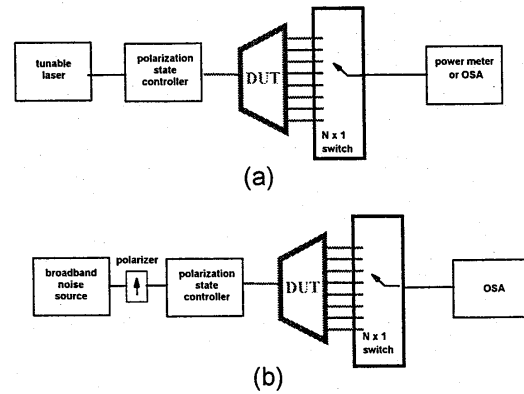 tunable
laser
polarization
state
controller
DUT
N x 1
switch
power meter
or OSA
(a)
broadband
noise
source
polarizer
polarization
state
controller
DUT
N x 1
switch
OSA
(b)